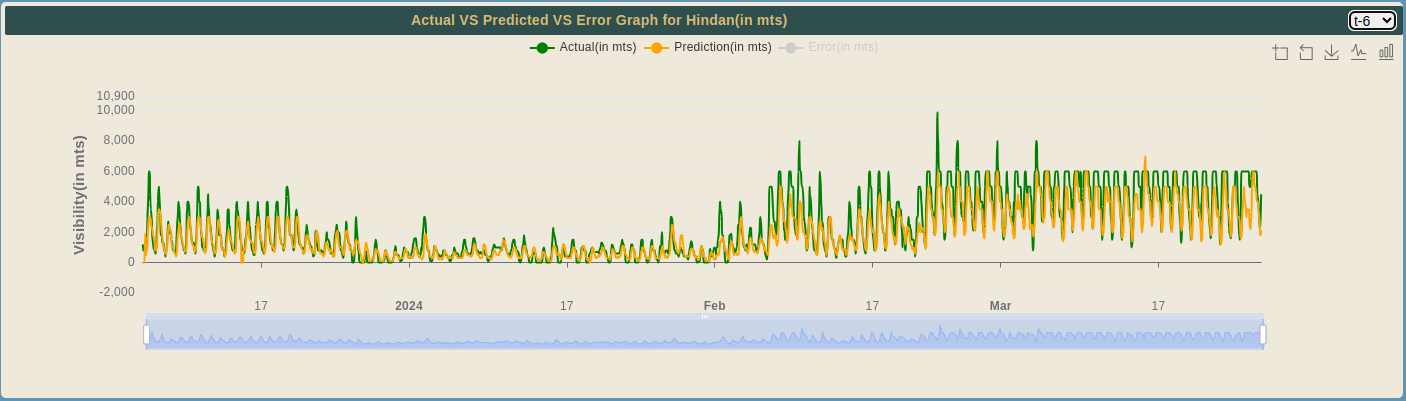 Actual VS Predicted VS Error Graph for Hindan(in mts)
t-6
Actual(in mts) Prediction(in mts) Error(in mts)
Visibility(in mts)
10,900
10,000
8,000
6,000
4,000
2,000
0
-2,000
17 2024 17 Feb 17 Mar 17